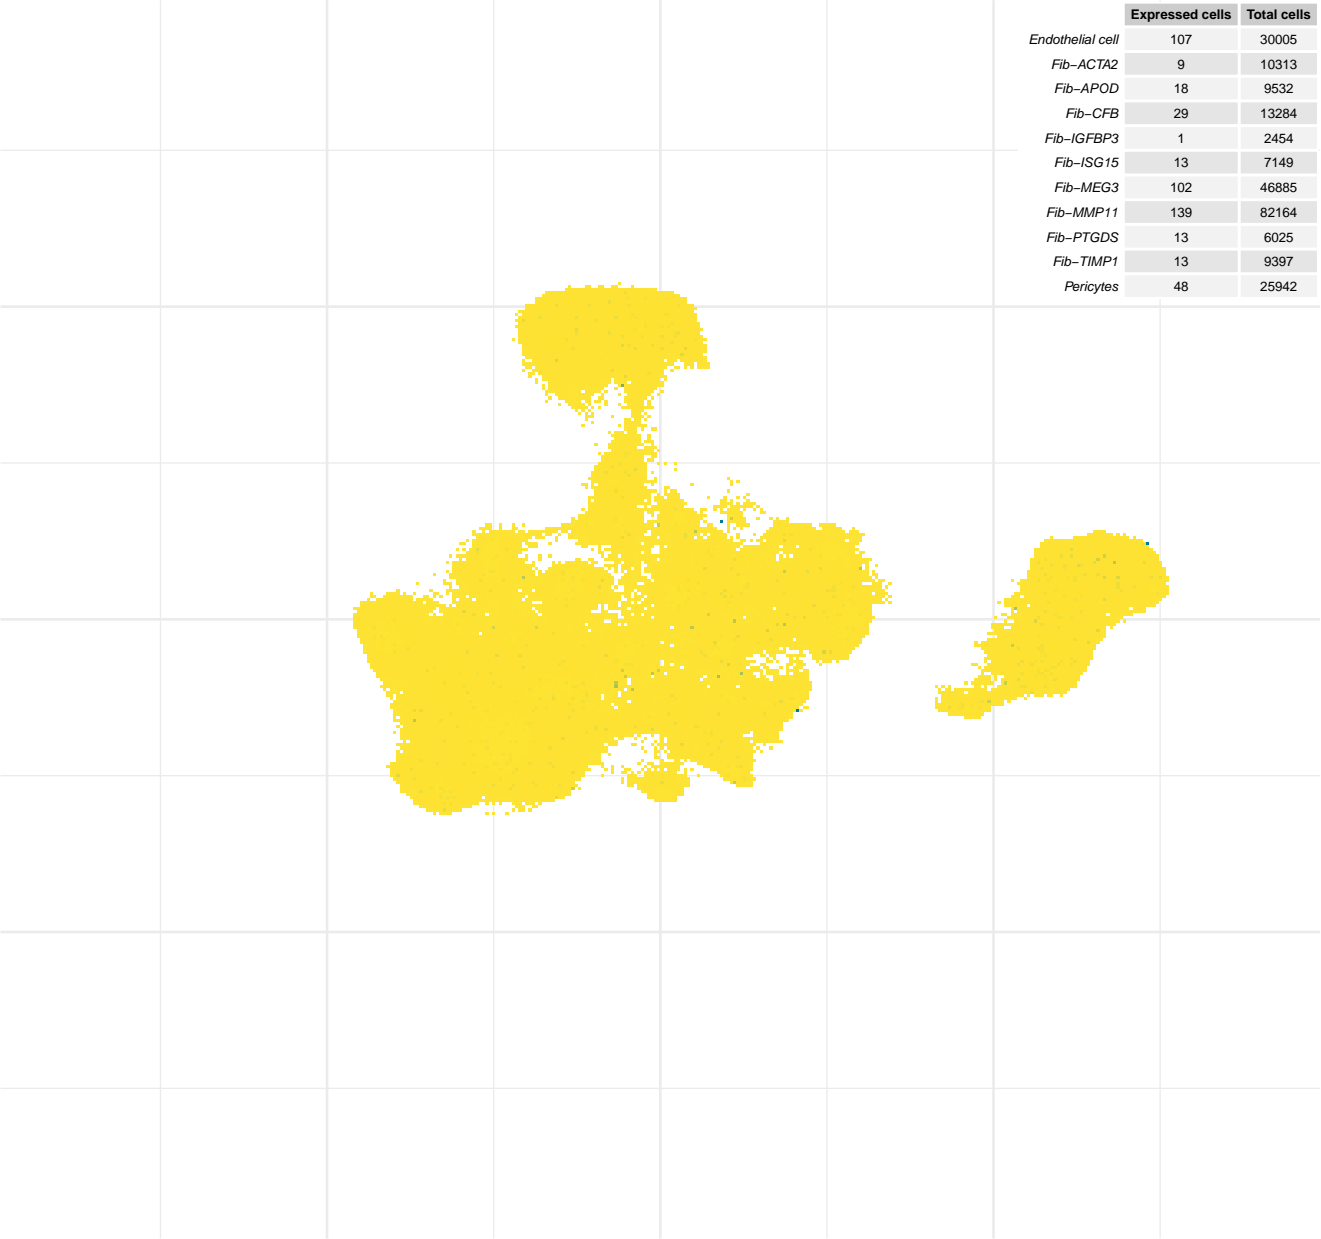 Expressed cells Total cells
Endothelial cell 107 30005
Fib−ACTA2 9 10313
Fib−APOD 18 9532
Fib−CFB 29 13284
Fib−IGFBP3 1 2454
Fib−ISG15 13 7149
Fib−MEG3 102 46885
Fib−MMP11 139 82164
Fib−PTGDS 13 6025
Fib−TIMP1 13 9397
Pericytes 48 25942